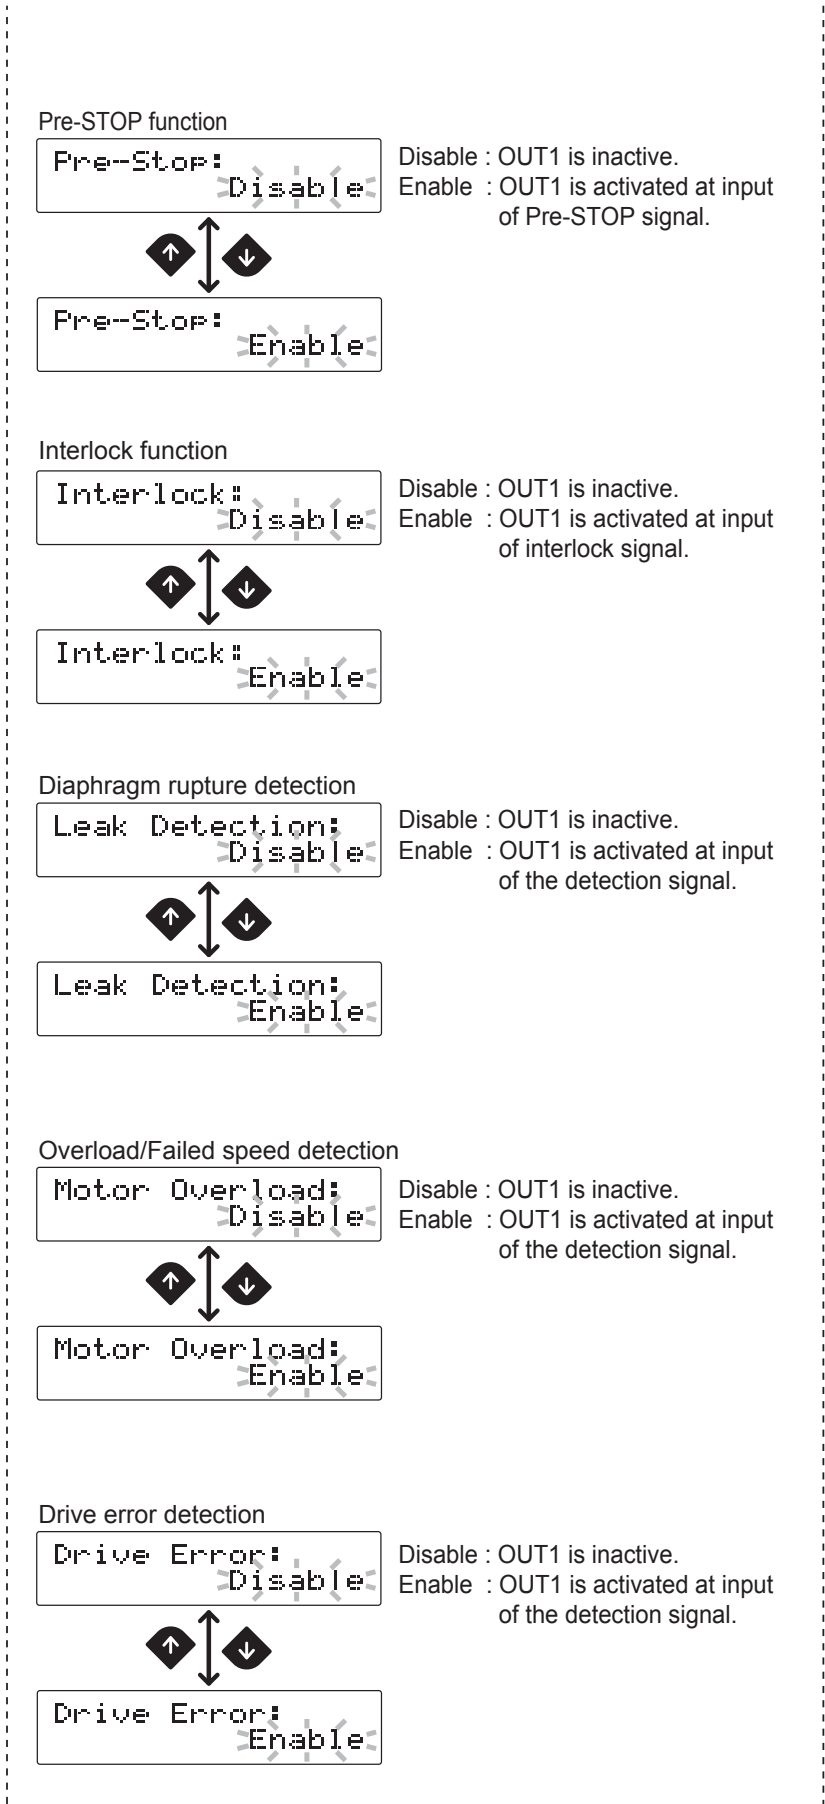 Pre-STOP function
Pre-Stop:
Disable
Disable : OUT1 is inactive.
Enable : OUT1 is activated at input
of Pre-STOP signal.
Pre-Stop:
Enable
Interlock function
Interlock:
Disable
Disable : OUT1 is inactive.
Enable : OUT1 is activated at input
of interlock signal.
Interlock:
Enable
Diaphragm rupture detection
Leak Detection:
Disable
Disable : OUT1 is inactive.
Enable : OUT1 is activated at input
of the detection signal.
Leak Detection:
Enable
Overload/Failed speed detection
Motor Overload:
Disable
Disable : OUT1 is inactive.
Enable : OUT1 is activated at input
of the detection signal.
Motor Overload:
Enable
Drive error detection
Drive Error:
Disable
Disable : OUT1 is inactive.
Enable : OUT1 is activated at input
of the detection signal.
Drive Error:
Enable